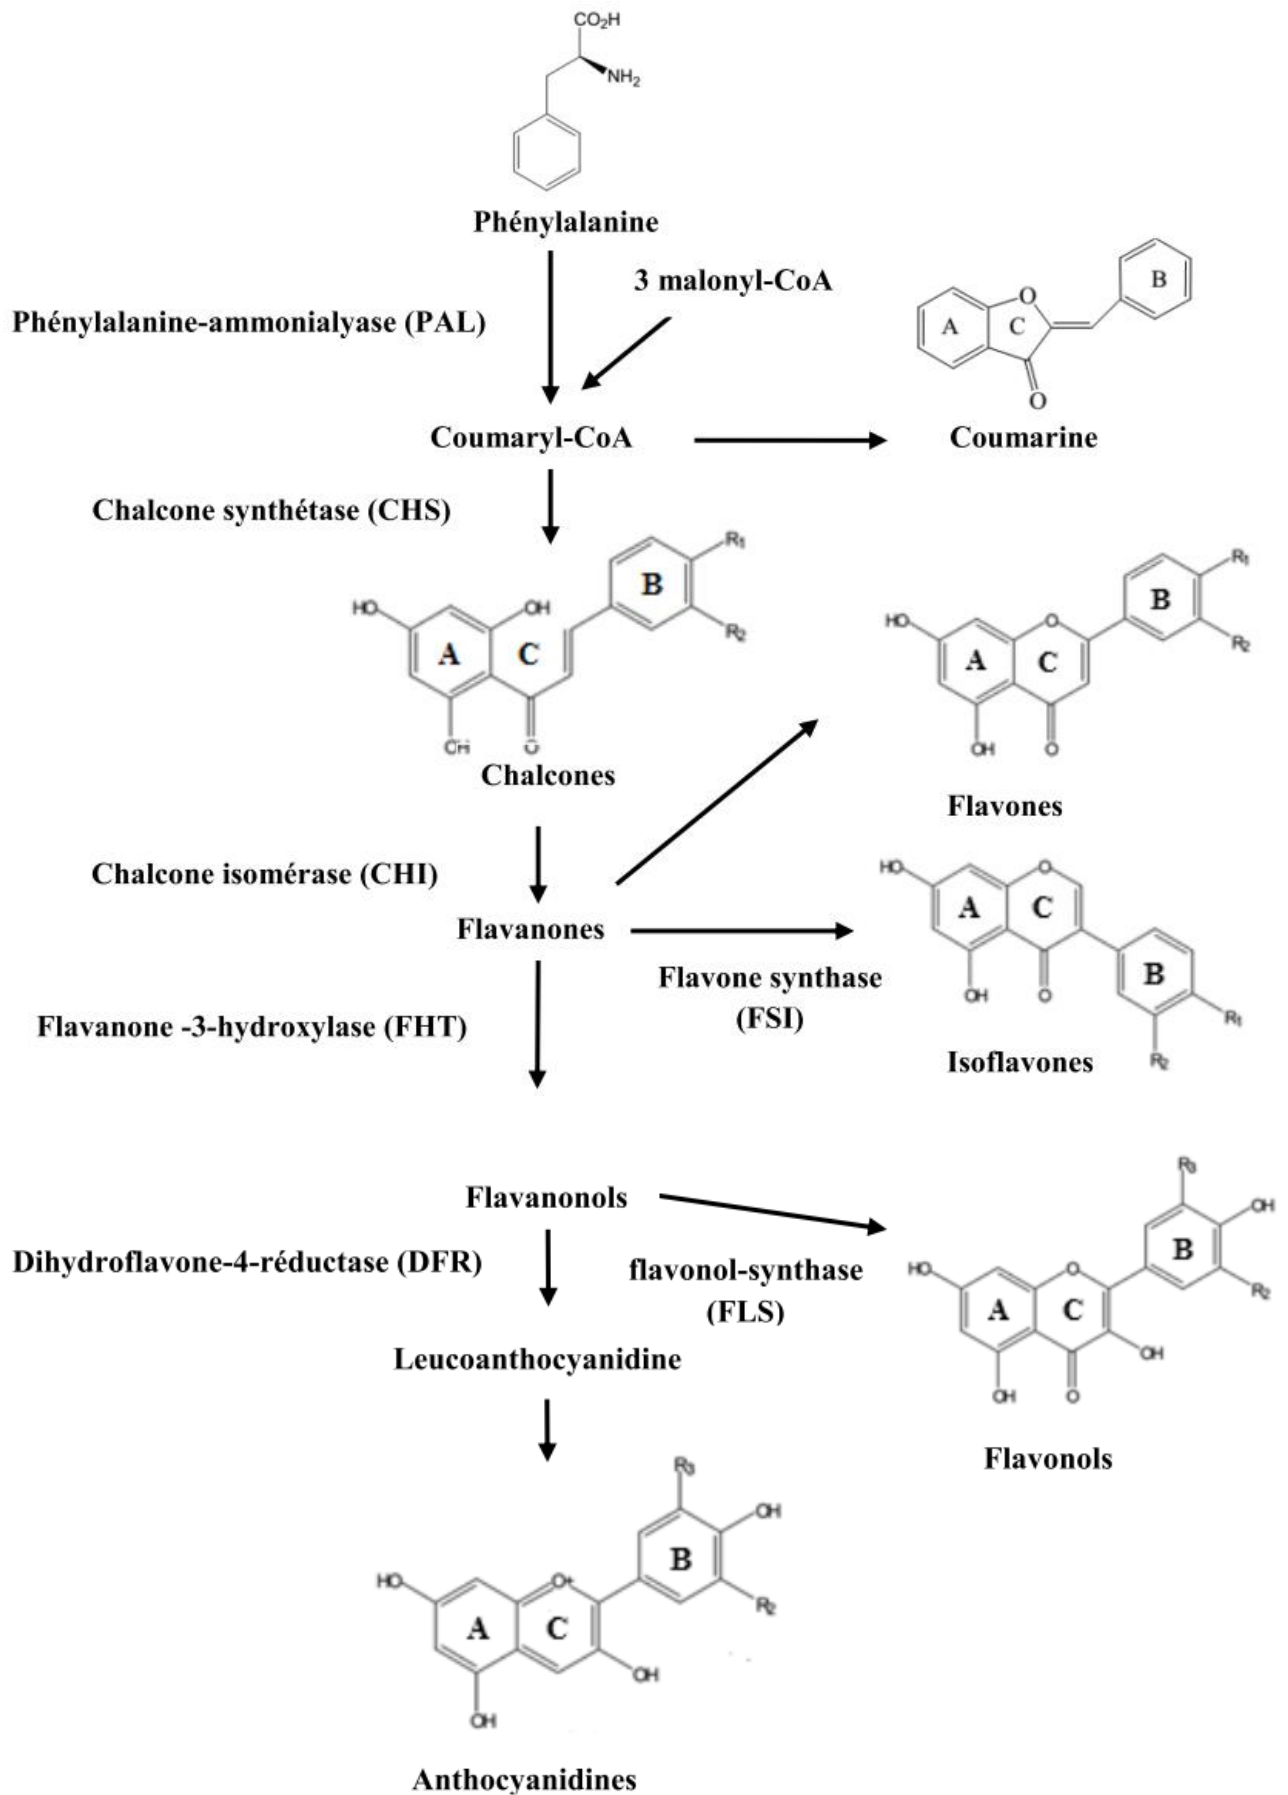 CO₂H
NH₂
Phénylalanine
3 malonyl-CoA
Phénylalanine-ammonialyase (PAL)
O
B
A
C
O
Coumaryl-CoA
Coumarine
Chalcone synthétase (CHS)
R₁
B
HO
OH
R₂
A
C
OH
O
Chalcones
R₁
B
HO
O
R₂
A
C
OH
O
Flavones
Chalcone isomérase (CHI)
HO
O
A
C
B
OH
O
R₁
R₂
Isoflavones
Flavanones
Flavone synthase
(FSI)
Flavanone -3-hydroxylase (FHT)
Flavanonols
R₃
OH
B
HO
O
R₂
A
C
OH
OH
O
Flavonols
Dihydroflavone-4-réductase (DFR)
flavonol-synthase
(FLS)
Leucoanthocyanidine
R₃
OH
B
HO
O+
R₂
A
C
OH
OH
Anthocyanidines